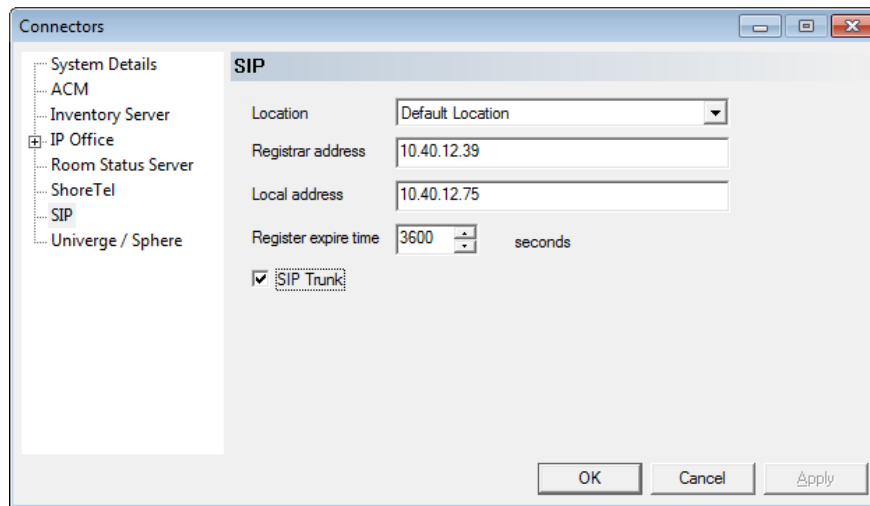 Connectors
System Details
ACM
Inventory Server
IP Office
Room Status Server
ShoreTel
SIP
Univerge / Sphere
SIP
Location Default Location
Registrar address 10.40.12.39
Local address 10.40.12.75
Register expire time 3600 seconds
SIP Trunk
OK Cancel Apply